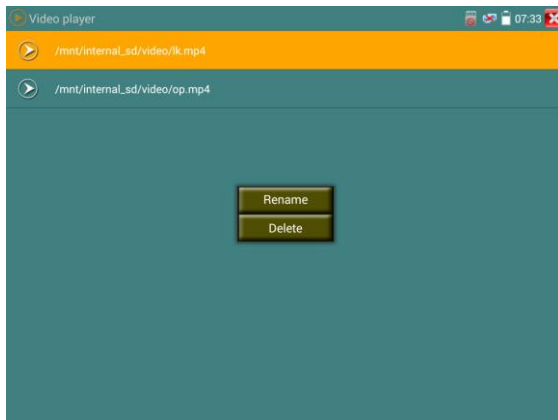 Video player 07:33
/mnt/internal_sd/video/lk.mp4
/mnt/internal_sd/video/op.mp4
Rename
Delete